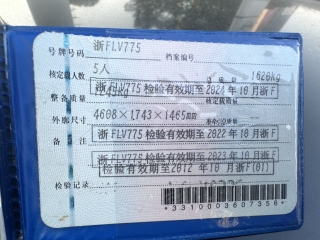 号牌号码 浙FLV775 档案编号
核定载人数 5人 1620kg
浙FLV775检验有效期至2024年10月浙F
整备质量 核定载质量
外廓尺寸 4608×1743×1465mm
浙FLV775检验有效期至2022年10月浙F
备注
浙FLV775检验有效期至2023年10月浙F
检验有效期至2012年10月浙F(01)
检验记录
*3310003607356*